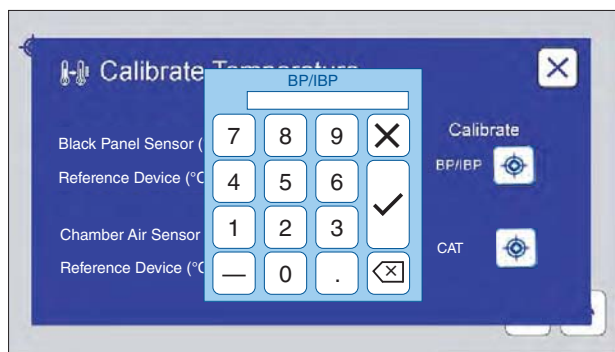 Calibrate Temperature
BP/IBP
Black Panel Sensor (
Reference Device (°C
Chamber Air Sensor
Reference Device (°C
7 8 9
4 5 6
1 2 3
— 0 .
Calibrate
BP/IBP
CAT